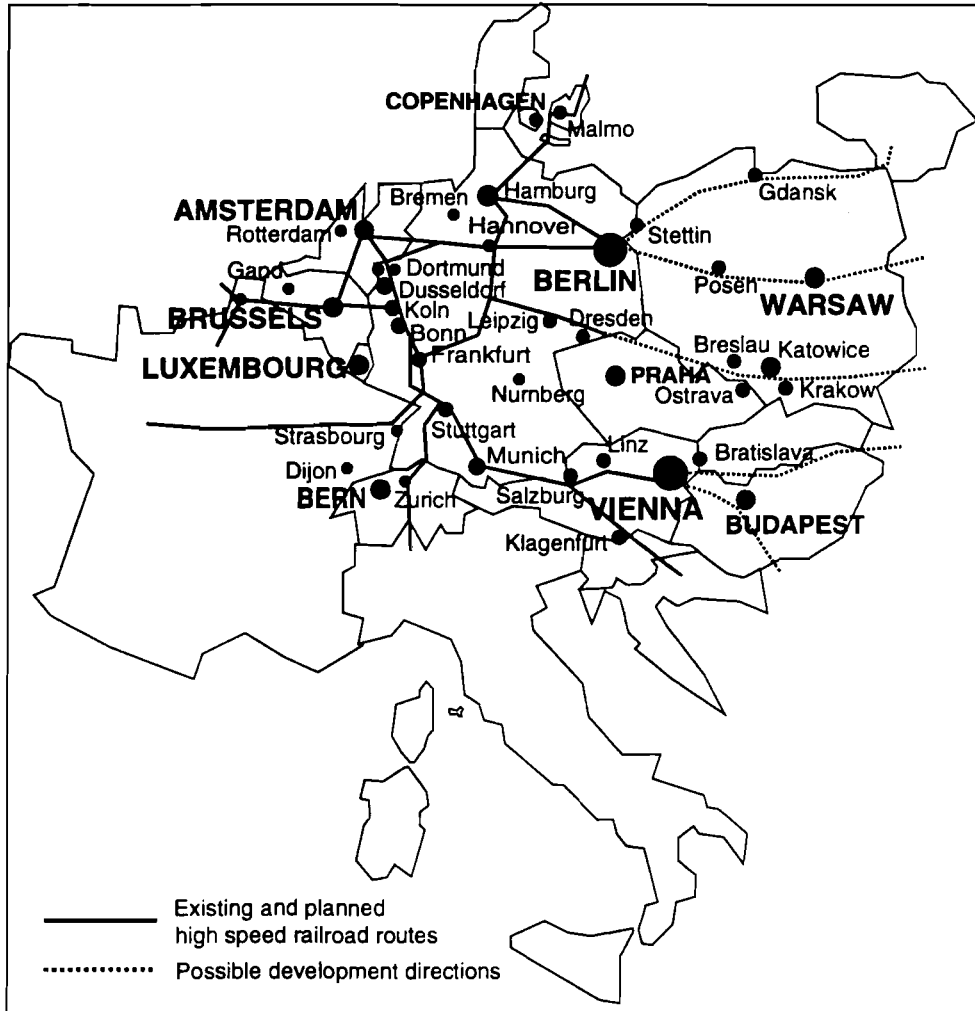 COPENHAGEN
Malmo
Bremen
Hamburg
Gdansk
AMSTERDAM
Rotterdam
Hannover
Stettin
Gand
Dortmund
BERLIN
Posen
WARSAW
Dusseldorf
BRUSSELS
Koln
Leipzig
Dresden
Bonn
Breslau
Katowice
LUXEMBOURG
Frankfurt
PRAHA
Nurnberg
Ostrava
Krakow
Strasbourg
Stuttgart
Linz
Bratislava
Dijon
Munich
BERN
Zurich
Salzburg
VIENNA
BUDAPEST
Klagenfurt
Existing and planned
high speed railroad routes
Possible development directions